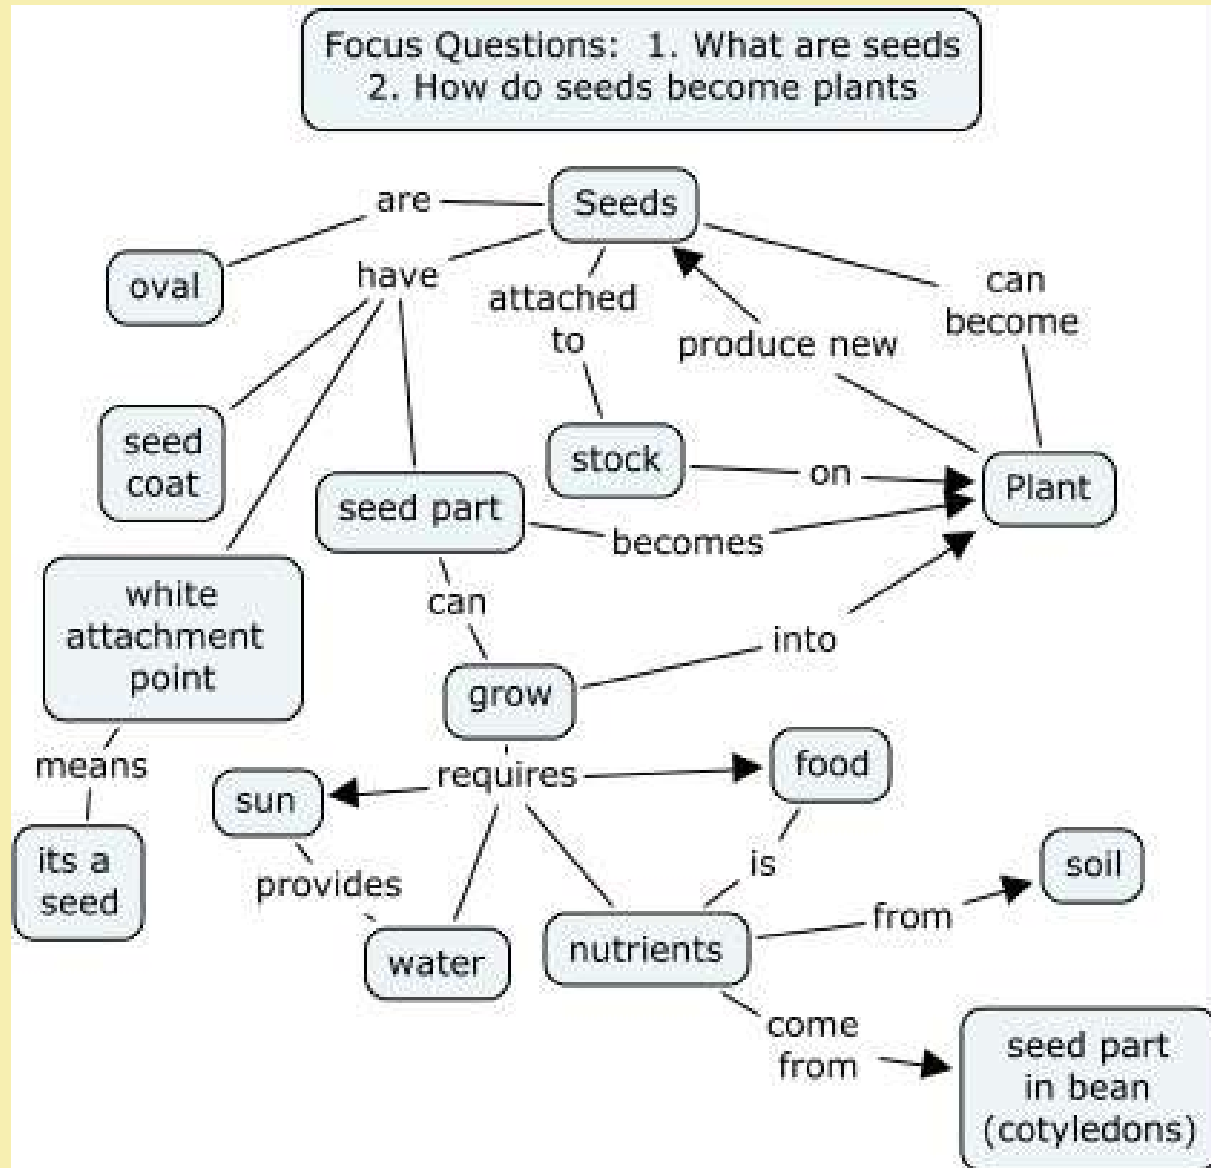 Focus Questions: 1. What are seeds
2. How do seeds become plants
Seeds
are
oval
have
attached
to
can
become
produce new
seed
coat
stock
on
Plant
seed part
becomes
white
attachment
point
can
into
grow
means
requires
food
sun
its a
seed
provides
is
soil
from
water
nutrients
come
from
seed part
in bean
(cotyledons)